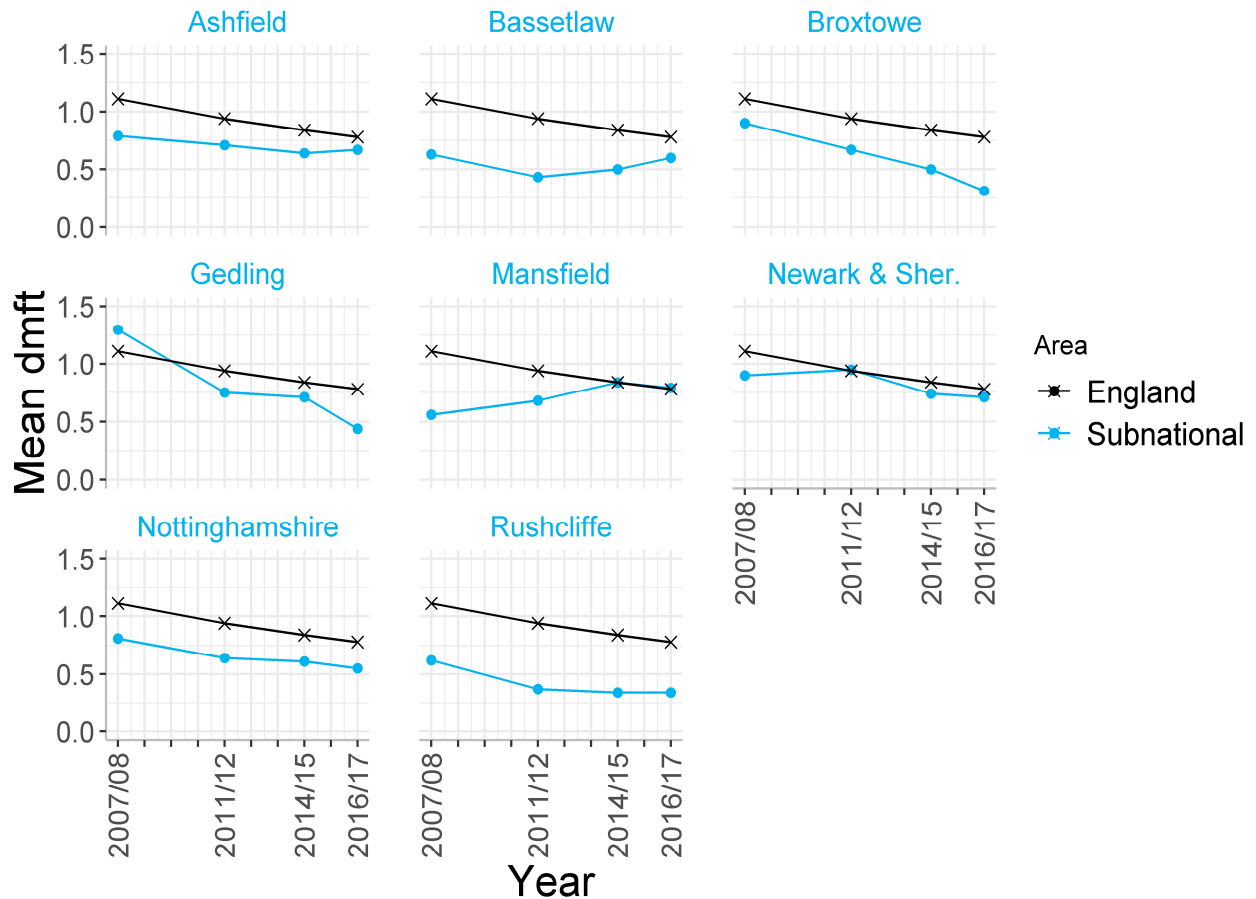 Ashfield
Bassetlaw
Broxtowe
1.5
1.0
0.5
0.0
Gedling
Mansfield
Newark & Sher.
1.5
1.0
0.5
0.0
2007/08
2011/12
2014/15
2016/17
Nottinghamshire
Rushcliffe
1.5
1.0
0.5
0.0
2007/08
2011/12
2014/15
2016/17
2007/08
2011/12
2014/15
2016/17
Mean dmft
Year
Area
England
Subnational